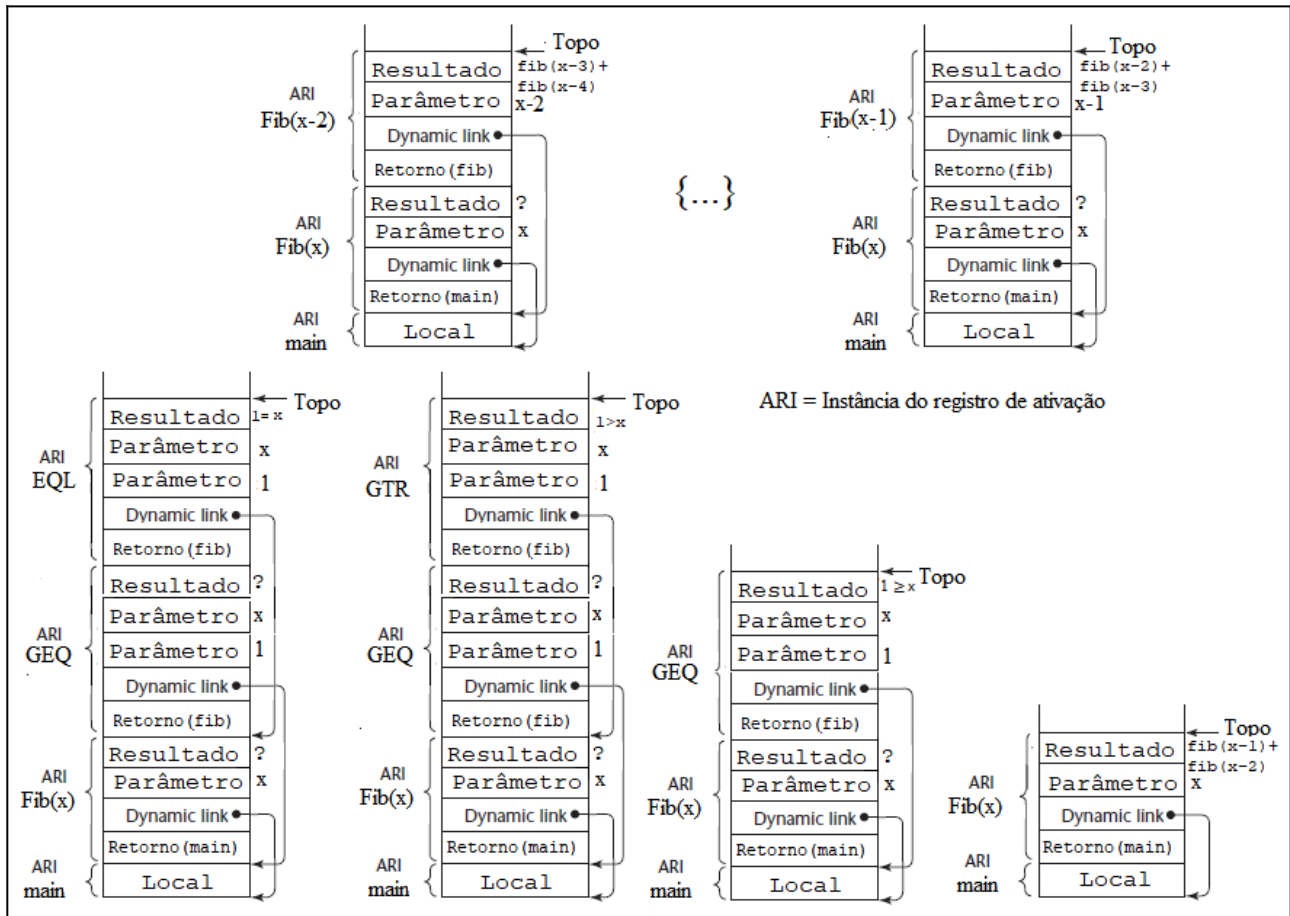 Topo
Resultado fib(x-3)+
fib(x-4)
ARI
Fib(x-2)
Parâmetro x-2
Dynamic link
Retorno(fib)
Resultado ?
ARI
Fib(x)
Parâmetro x
Dynamic link
Retorno(main)
ARI
main
Local
{...}
Topo
Resultado fib(x-2)+
fib(x-3)
ARI
Fib(x-1)
Parâmetro x-1
Dynamic link
Retorno(fib)
Resultado ?
ARI
Fib(x)
Parâmetro x
Dynamic link
Retorno(main)
ARI
main
Local
ARI = Instância do registro de ativação
Topo
Resultado 1=x
Parâmetro x
ARI
EQL
Parâmetro 1
Dynamic link
Retorno(fib)
Resultado ?
Parâmetro x
ARI
GEQ
Parâmetro 1
Dynamic link
Retorno(fib)
Resultado ?
ARI
Fib(x)
Parâmetro x
Dynamic link
Retorno(main)
ARI
main
Local
Topo
Resultado 1>x
Parâmetro x
ARI
GTR
Parâmetro 1
Dynamic link
Retorno(fib)
Resultado ?
Parâmetro x
ARI
GEQ
Parâmetro 1
Dynamic link
Retorno(fib)
Resultado ?
ARI
Fib(x)
Parâmetro x
Dynamic link
Retorno(main)
ARI
main
Local
Topo
Resultado 1≥x
Parâmetro x
ARI
GEQ
Parâmetro 1
Dynamic link
Retorno(fib)
Resultado ?
ARI
Fib(x)
Parâmetro x
Dynamic link
Retorno(main)
ARI
main
Local
Topo
Resultado fib(x-1)+
fib(x-2)
ARI
Fib(x)
Parâmetro x
Dynamic link
Retorno(main)
ARI
main
Local